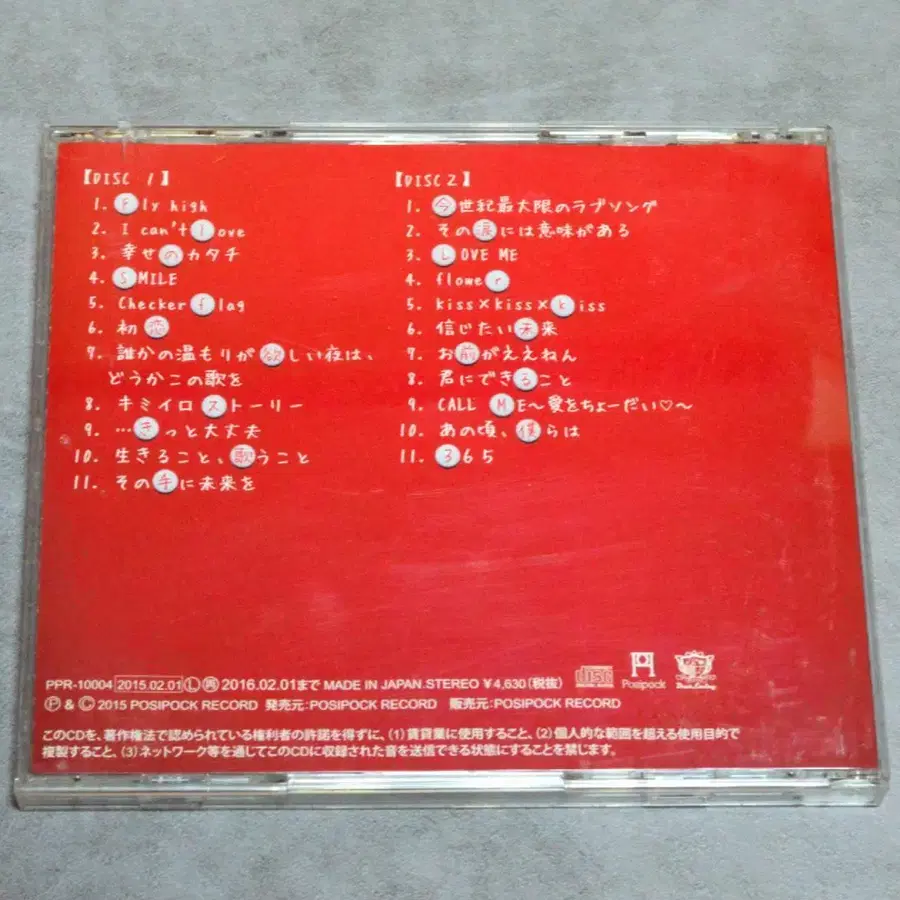 【DISC 1】
1. Fly high
2. I can't love
3. 幸せのカタチ
4. SMILE
5. Checker flag
6. 初恋
7. 誰かの温もりが欲しい夜は、
どうかこの歌を
8. キミイロストーリー
9. …きっと大丈夫
10. 生きること、歌うこと
11. その手に未来を
【DISC2】
1. 今世紀最大限のラブソング
2. その涙には意味がある
3. LOVE ME
4. flower
5. kiss×kiss×kiss
6. 信じたい未来
7. お前がええねん
8. 君にできること
9. CALL ME～愛をちょーだい♡～
10. あの頃、僕らは
11. 365
PPR-10004 2015.02.01 Ⓛ 再 2016.02.01まで MADE IN JAPAN.STEREO ¥4,630(税抜)
DISC
Posipock
Ⓟ & © 2015 POSIPOCK RECORD 発売元:POSIPOCK RECORD 販売元:POSIPOCK RECORD
このCDを、著作権法で認められている権利者の許諾を得ずに、(1)賃貸業に使用すること、(2)個人的な範囲を超える使用目的で
複製すること、(3)ネットワーク等を通じてこのCDに収録された音を送信できる状態にすることを禁じます。